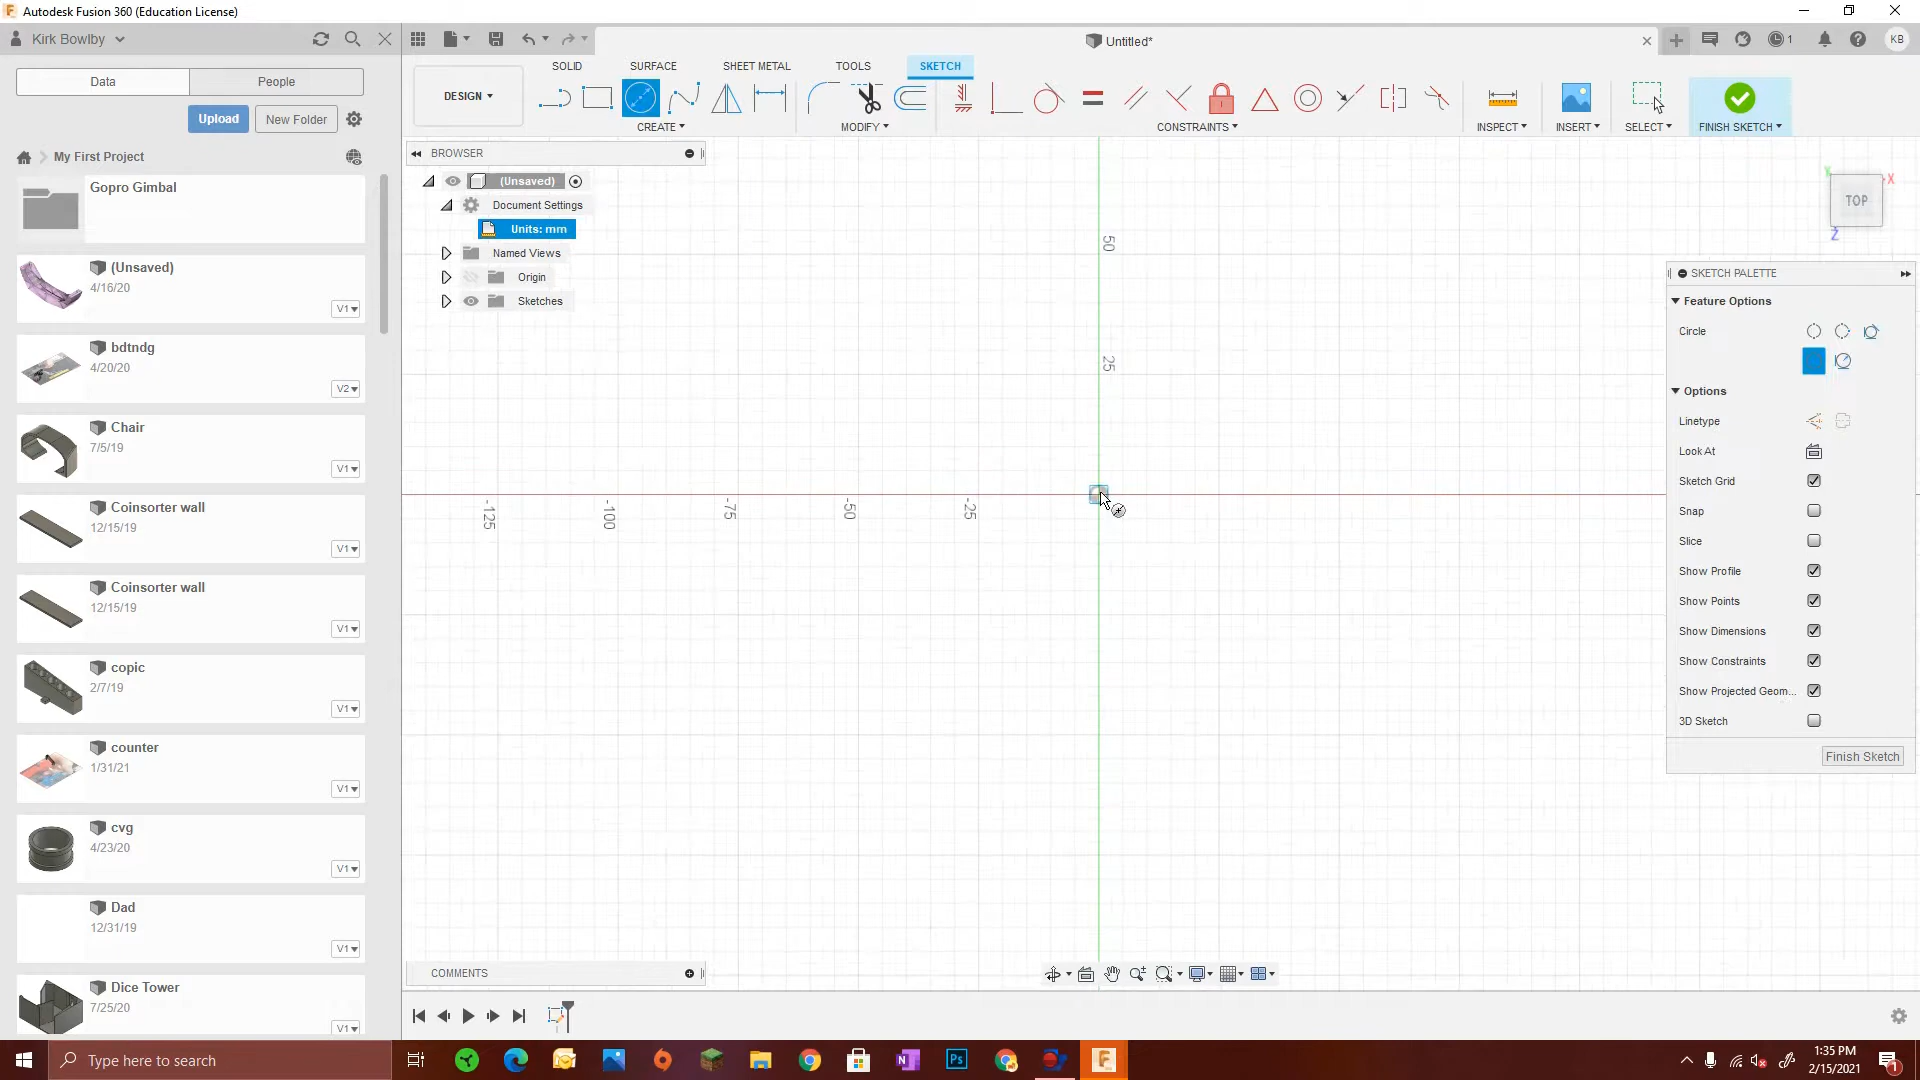 Autodesk Fusion 360 (Education License)
Kirk Bowlby
Untitled*
KB
Data
People
Upload
New Folder
My First Project
Gopro Gimbal
(Unsaved)
4/16/20
V1
bdtndg
4/20/20
V2
Chair
7/5/19
V1
Coinsorter wall
12/15/19
V1
Coinsorter wall
12/15/19
V1
copic
2/7/19
V1
counter
1/31/21
V1
cvg
4/23/20
V1
Dad
12/31/19
V1
Dice Tower
7/25/20
V1
DESIGN
SOLID
SURFACE
SHEET METAL
TOOLS
SKETCH
CREATE
MODIFY
CONSTRAINTS
INSPECT
INSERT
SELECT
FINISH SKETCH
BROWSER
(Unsaved)
Document Settings
Units: mm
Named Views
Origin
Sketches
50
25
-125
-100
-75
-50
-25
Y
X
TOP
Z
SKETCH PALETTE
Feature Options
Circle
Options
Linetype
Look At
Sketch Grid
Snap
Slice
Show Profile
Show Points
Show Dimensions
Show Constraints
Show Projected Geom...
3D Sketch
Finish Sketch
COMMENTS
Type here to search
1:35 PM
2/15/2021
1